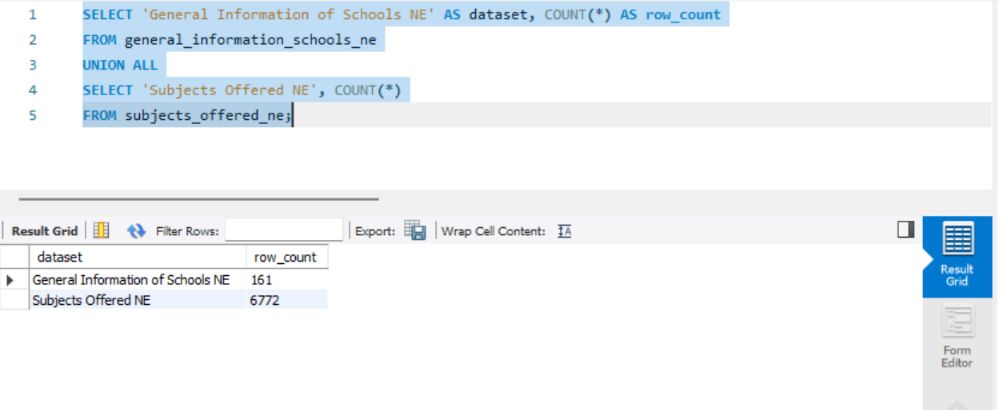 1 SELECT 'General Information of Schools NE' AS dataset, COUNT(*) AS row_count
2 FROM general_information_schools_ne
3 UNION ALL
4 SELECT 'Subjects Offered NE', COUNT(*)
5 FROM subjects_offered_ne;
Result Grid Filter Rows: Export: Wrap Cell Content: IA
dataset row_count
General Information of Schools NE 161
Subjects Offered NE 6772
Result
Grid
Form
Editor